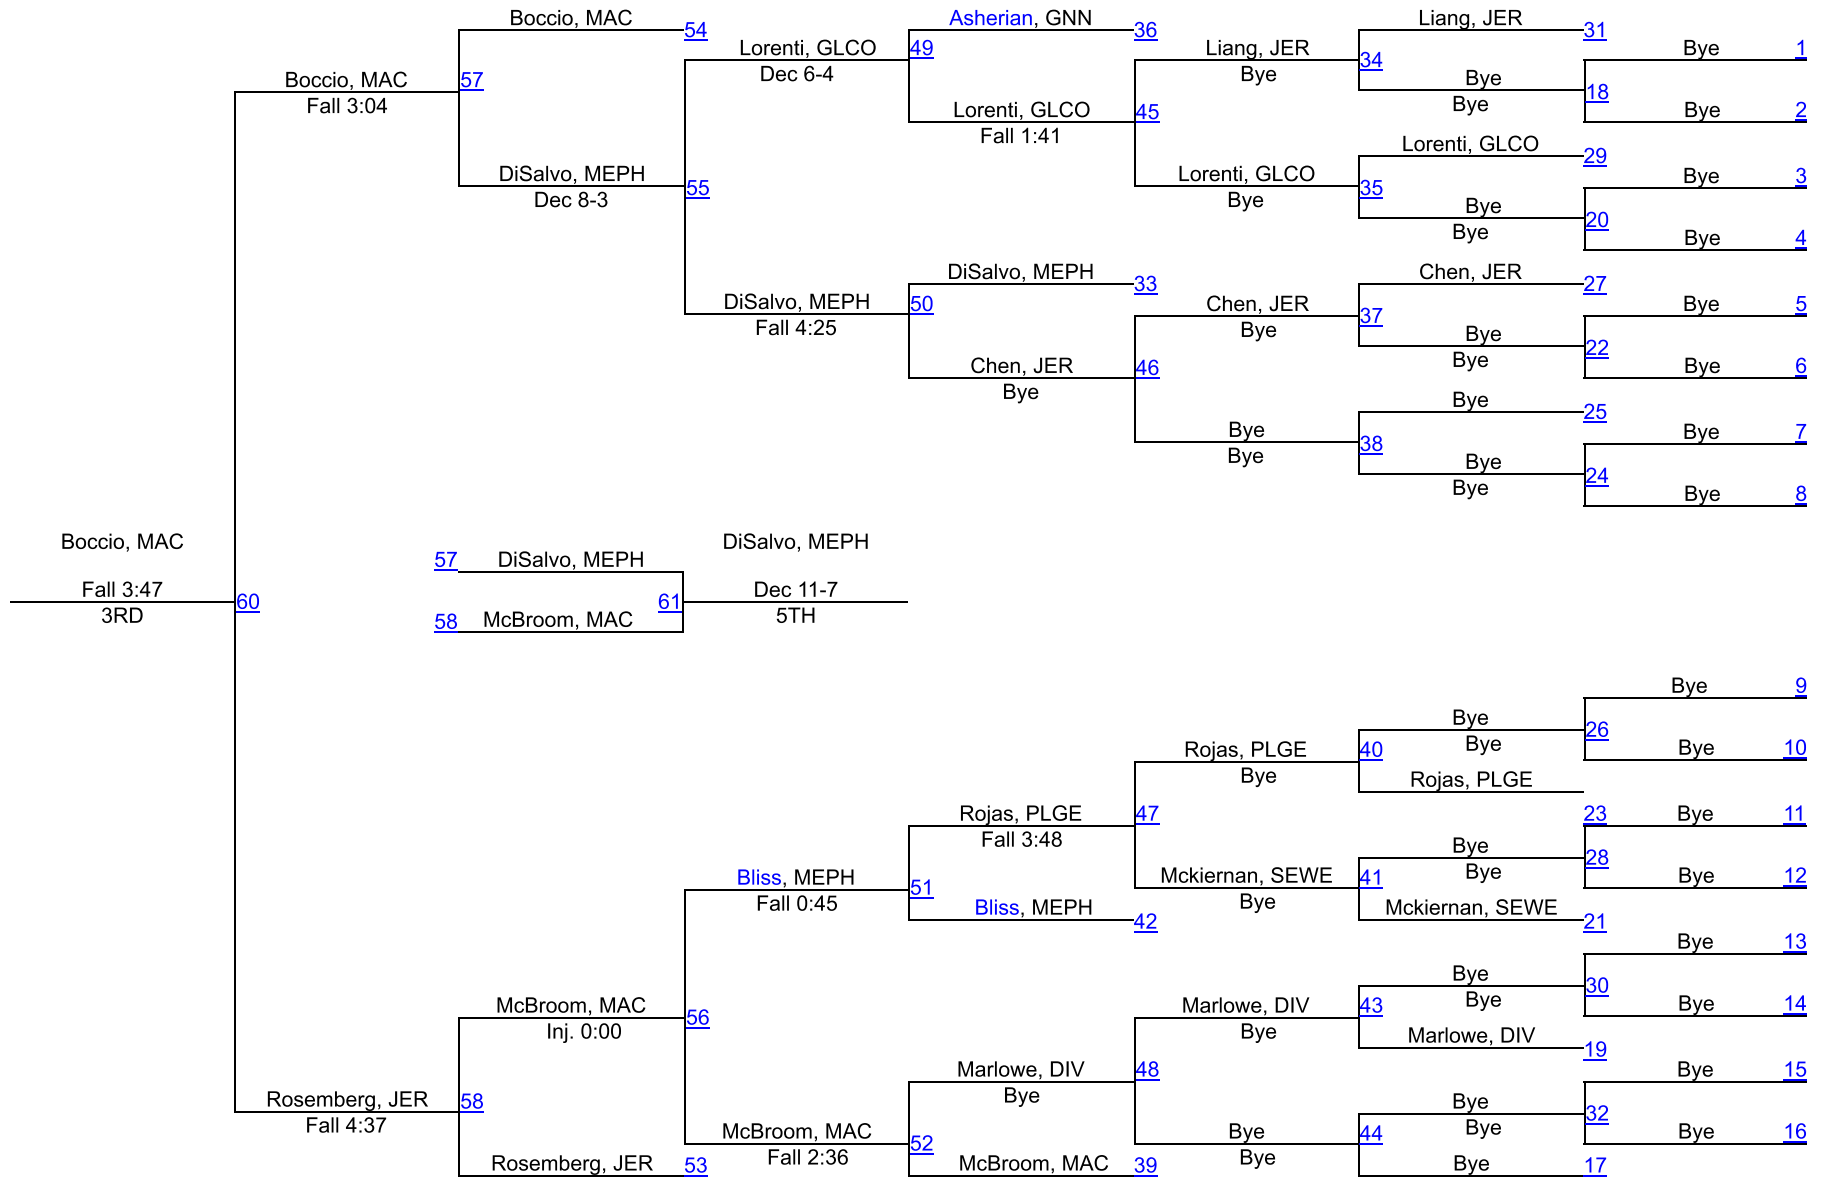 Boccio, MAC 54
Asherian, GNN 36
Liang, JER 31
Lorenti, GLCO 49
Dec 6-4
Liang, JER 34
Bye
Bye 1
Boccio, MAC 57
Fall 3:04
Bye 18
Bye
Bye 2
Lorenti, GLCO 45
Fall 1:41
Lorenti, GLCO 29
DiSalvo, MEPH 55
Dec 8-3
Lorenti, GLCO 35
Bye
Bye 3
Bye 20
Bye
Bye 4
DiSalvo, MEPH 33
Chen, JER 27
DiSalvo, MEPH 50
Fall 4:25
Chen, JER 37
Bye
Bye 5
Bye 22
Bye
Bye 6
Chen, JER 46
Bye
Bye 25
Bye 38
Bye
Bye 7
Bye 24
Bye
Bye 8
Boccio, MAC
Fall 3:47
3RD
60
57 DiSalvo, MEPH
58 McBroom, MAC
61
DiSalvo, MEPH
Dec 11-7
5TH
Bye 9
Bye 26
Bye
Bye 10
Rojas, PLGE 40
Bye
Rojas, PLGE
23
Bye 11
Rojas, PLGE 47
Fall 3:48
Bye 28
Bye
Bye 12
Bliss, MEPH 51
Fall 0:45
Mckiernan, SEWE 41
Bye
Bliss, MEPH 42
Mckiernan, SEWE 21
Bye 13
Bye 30
Bye
Bye 14
McBroom, MAC 56
Inj. 0:00
Marlowe, DIV 43
Bye
Marlowe, DIV 19
Marlowe, DIV 48
Bye
Bye 15
Rosemberg, JER 58
Fall 4:37
Bye 32
Bye
Bye 16
McBroom, MAC 52
Fall 2:36
Bye 44
Bye
Rosemberg, JER 53
McBroom, MAC 39
Bye 17